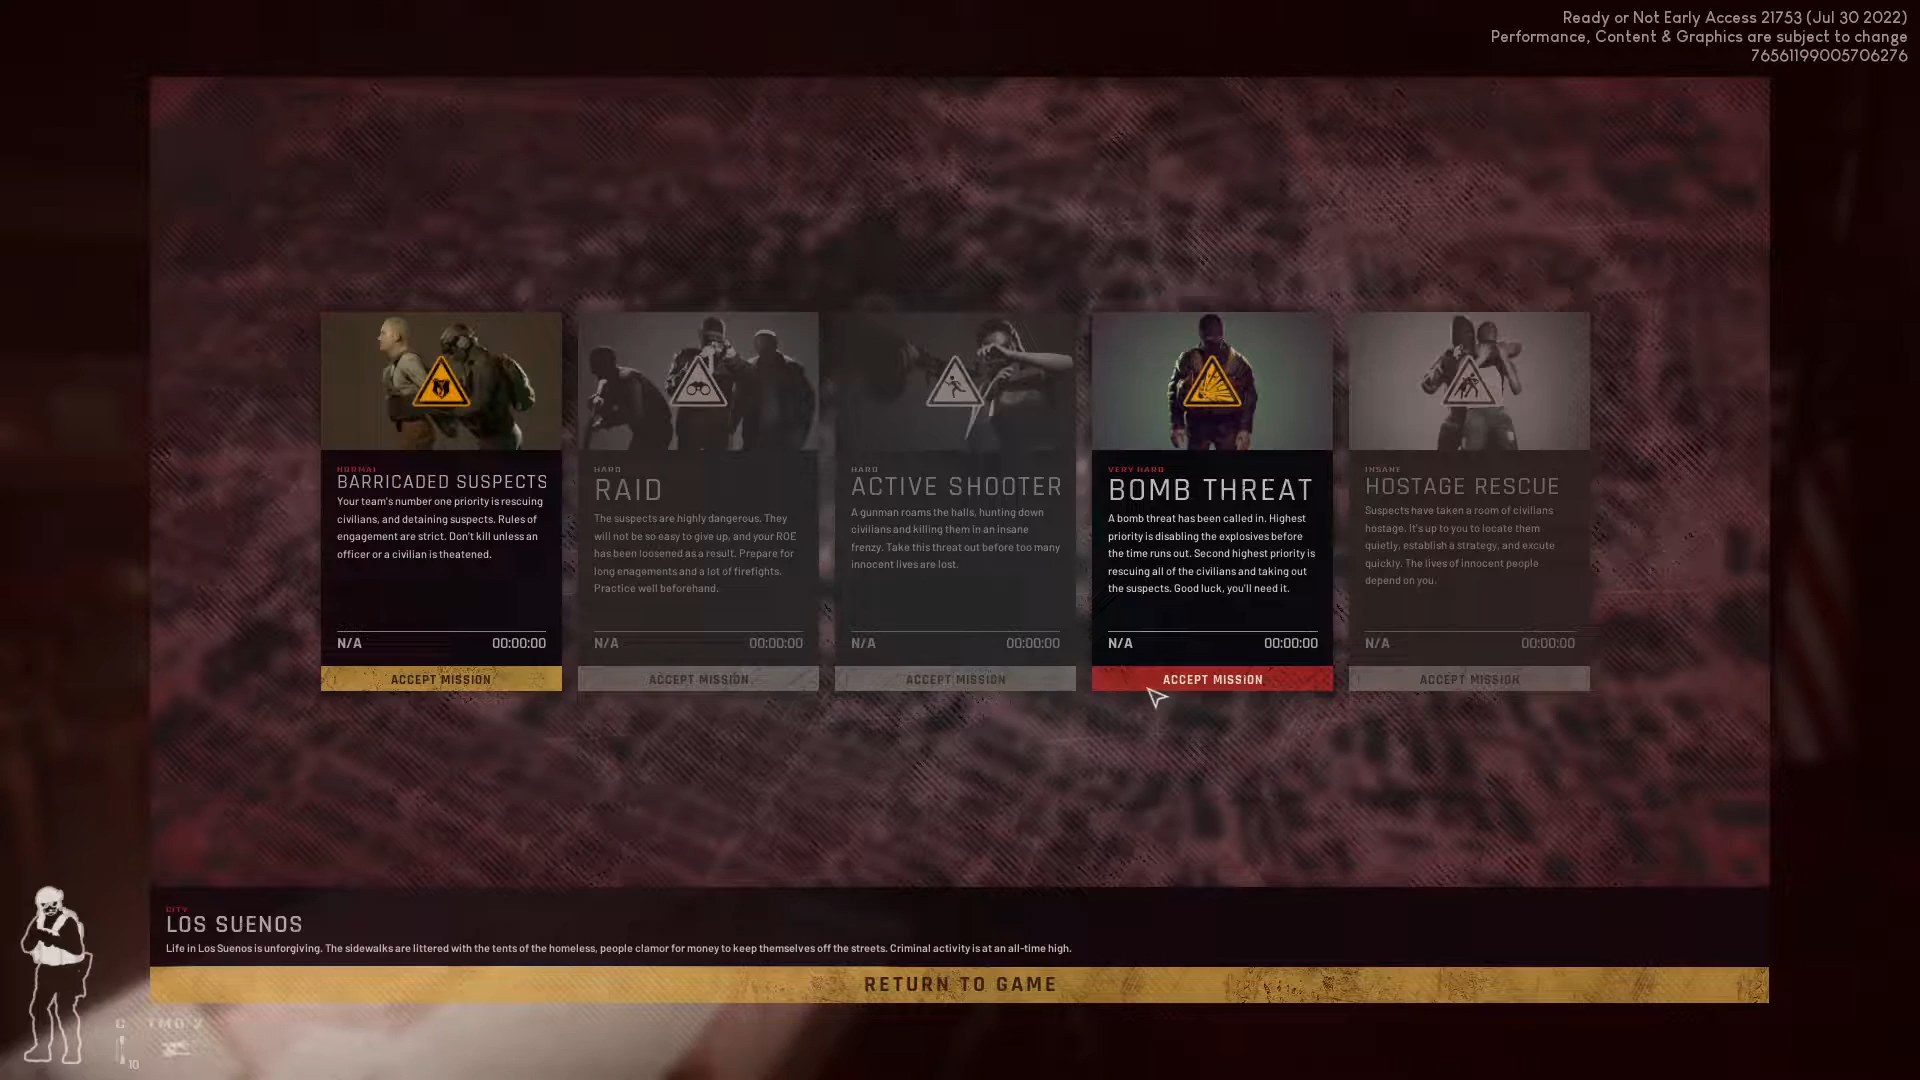 Ready or Not Early Access 21753 (Jul 30 2022)
Performance, Content & Graphics are subject to change
76561199005706276
NORMAL
BARRICADED SUSPECTS
Your team's number one priority is rescuing
civilians, and detaining suspects. Rules of
engagement are strict. Don't kill unless an
officer or a civilian is theatened.
N/A 00:00:00
ACCEPT MISSION
HARD
RAID
The suspects are highly dangerous. They
will not be so easy to give up, and your ROE
has been loosened as a result. Prepare for
long enagements and a lot of firefights.
Practice well beforehand.
N/A 00:00:00
ACCEPT MISSION
HARD
ACTIVE SHOOTER
A gunman roams the halls, hunting down
civilians and killing them in an insane
frenzy. Take this threat out before too many
innocent lives are lost.
N/A 00:00:00
ACCEPT MISSION
VERY HARD
BOMB THREAT
A bomb threat has been called in. Highest
priority is disabling the explosives before
the time runs out. Second highest priority is
rescuing all of the civilians and taking out
the suspects. Good luck, you'll need it.
N/A 00:00:00
ACCEPT MISSION
INSANE
HOSTAGE RESCUE
Suspects have taken a room of civilians
hostage. It's up to you to locate them
quietly, establish a strategy, and excute
quickly. The lives of innocent people
depend on you.
N/A 00:00:00
ACCEPT MISSION
CITY
LOS SUENOS
Life in Los Suenos is unforgiving. The sidewalks are littered with the tents of the homeless, people clamor for money to keep themselves off the streets. Criminal activity is at an all-time high.
RETURN TO GAME
10